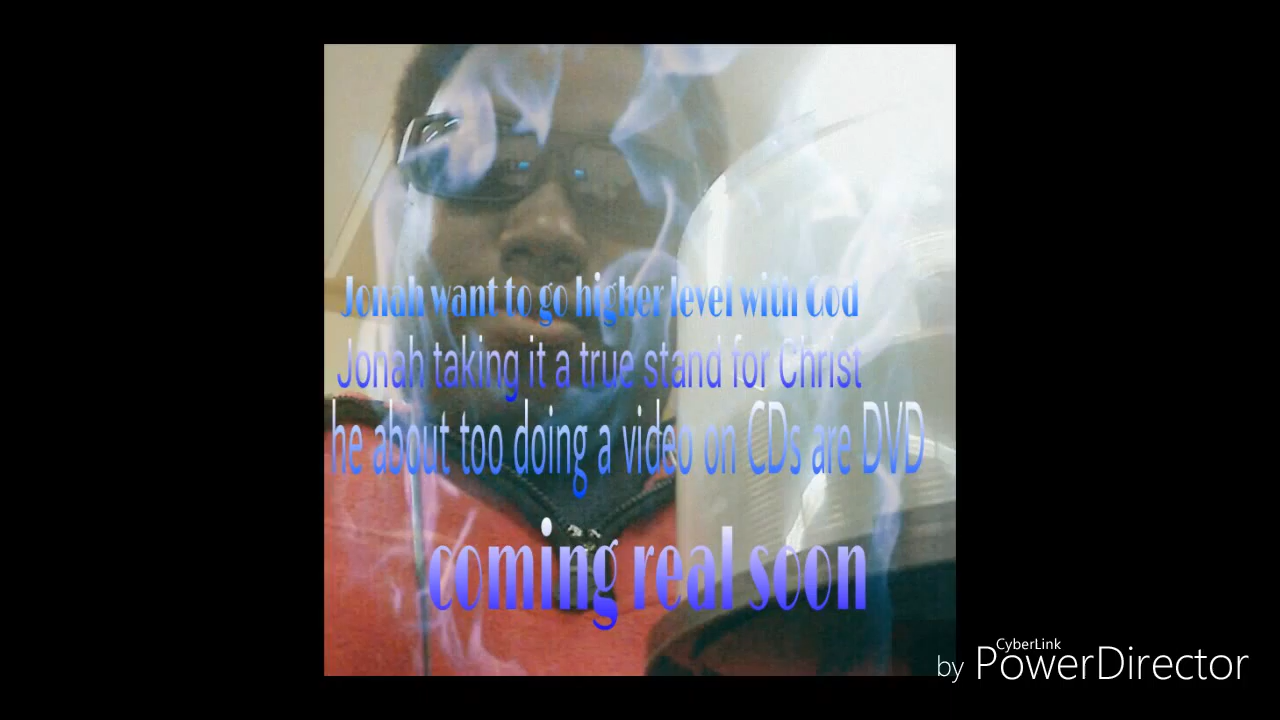 Jonah want to go higher level with God
Jonah taking it a true stand for Christ
he about too doing a video on CDs are DVD
coming real soon
CyberLink
by PowerDirector